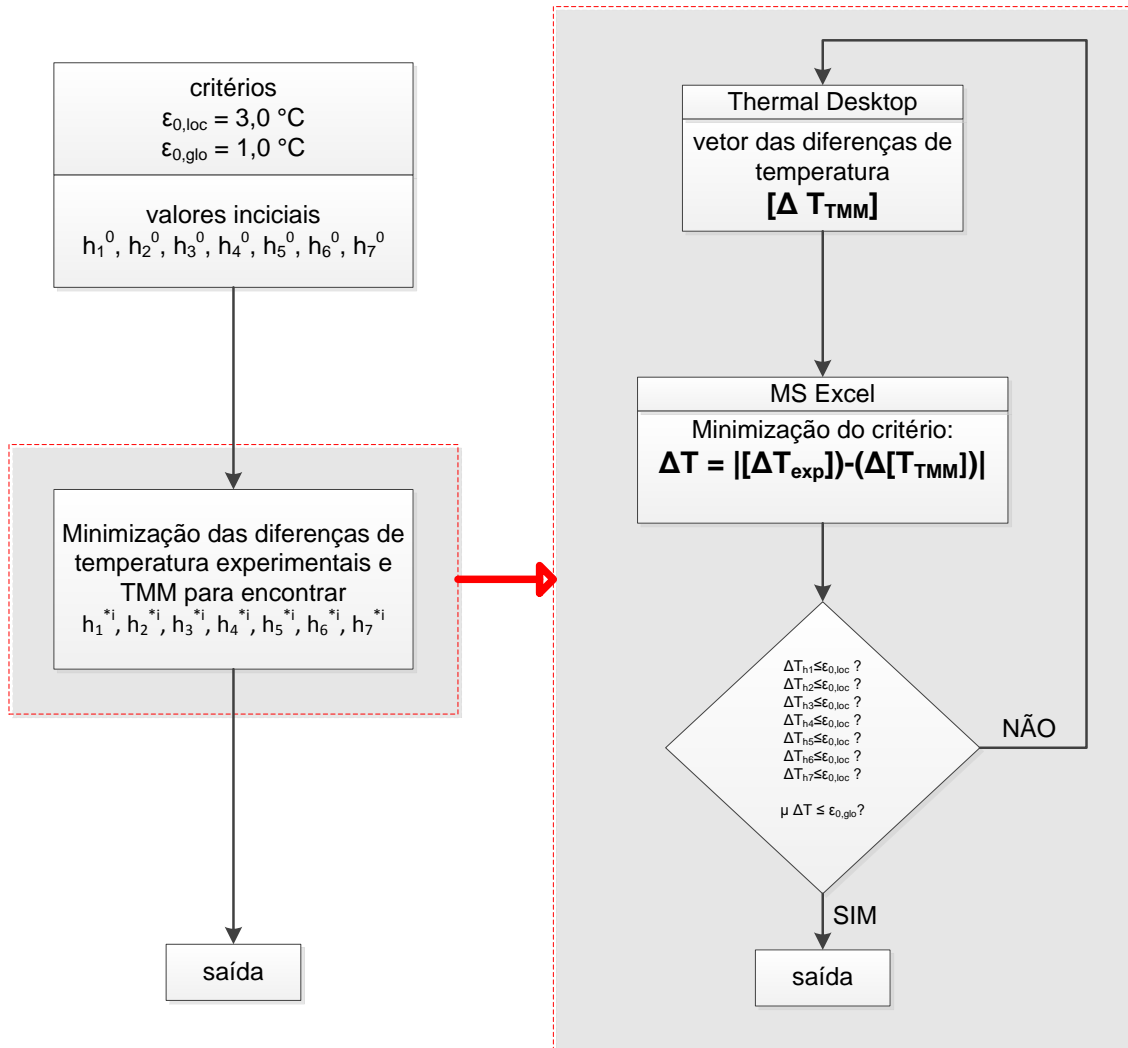 critérios
ε₀,loc = 3,0 °C
ε₀,glo = 1,0 °C
valores inciciais
h₁⁰, h₂⁰, h₃⁰, h₄⁰, h₅⁰, h₆⁰, h₇⁰
Minimização das diferenças de
temperatura experimentais e
TMM para encontrar
h₁*ⁱ, h₂*ⁱ, h₃*ⁱ, h₄*ⁱ, h₅*ⁱ, h₆*ⁱ, h₇*ⁱ
saída
Thermal Desktop
vetor das diferenças de
temperatura
[Δ TTMM]
MS Excel
Minimização do critério:
ΔT = |[ΔTexp])-(Δ[TTMM])|
ΔTh1≤ε0,loc ?
ΔTh2≤ε0,loc ?
ΔTh3≤ε0,loc ?
ΔTh4≤ε0,loc ?
ΔTh5≤ε0,loc ?
ΔTh6≤ε0,loc ?
ΔTh7≤ε0,loc ?
µ ΔT ≤ ε0,glo?
NÃO
SIM
saída